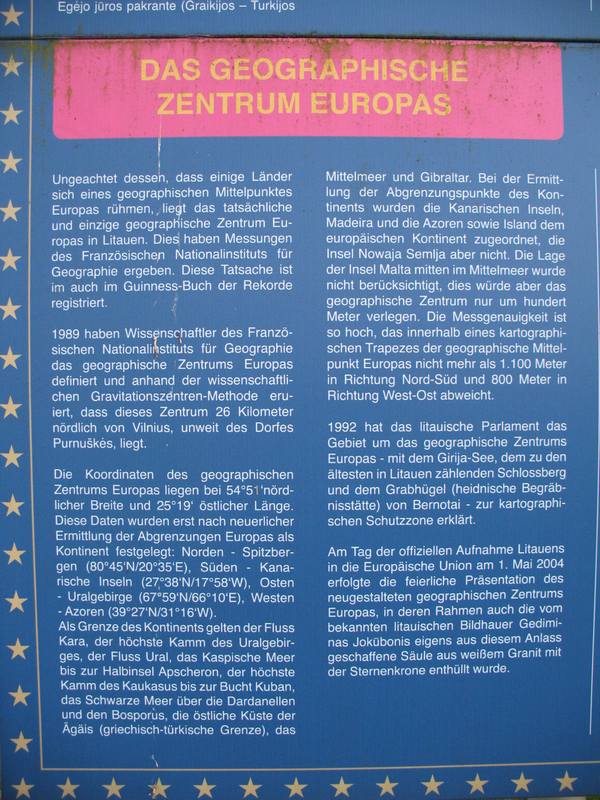 Egėjo jūros pakrante (Graikijos – Turkijos
DAS GEOGRAPHISCHE
ZENTRUM EUROPAS
Ungeachtet dessen, dass einige Länder
sich eines geographischen Mittelpunktes
Europas rühmen, liegt das tatsächliche
und einzige geographische Zentrum Eu-
ropas in Litauen. Dies haben Messungen
des Französischen Nationalinstituts für
Geographie ergeben. Diese Tatsache ist
im auch im Guinness-Buch der Rekorde
registriert.
1989 haben Wissenschaftler des Franzö-
sischen Nationalinstituts für Geographie
das geographische Zentrums Europas
definiert und anhand der wissenschaftli-
chen Gravitationszentren-Methode eru-
iert, dass dieses Zentrum 26 Kilometer
nördlich von Vilnius, unweit des Dorfes
Purnuškės, liegt.
Die Koordinaten des geographischen
Zentrums Europas liegen bei 54°51'nörd-
licher Breite und 25°19' östlicher Länge.
Diese Daten wurden erst nach neuerlicher
Ermittlung der Abgrenzungen Europas als
Kontinent festgelegt: Norden - Spitzber-
gen (80°45'N/20°35'E), Süden - Kana-
rische Inseln (27°38'N/17°58'W), Osten
- Uralgebirge (67°59'N/66°10'E), Westen
- Azoren (39°27'N/31°16'W).
Als Grenze des Kontinents gelten der Fluss
Kara, der höchste Kamm des Uralgebir-
ges, der Fluss Ural, das Kaspische Meer
bis zur Halbinsel Apscheron, der höchste
Kamm des Kaukasus bis zur Bucht Kuban,
das Schwarze Meer über die Dardanellen
und den Bosporus, die östliche Küste der
Ägäis (griechisch-türkische Grenze), das
Mittelmeer und Gibraltar. Bei der Ermitt-
lung der Abgrenzungspunkte des Kon-
tinents wurden die Kanarischen Inseln,
Madeira und die Azoren sowie Island dem
europäischen Kontinent zugeordnet, die
Insel Nowaja Semlja aber nicht. Die Lage
der Insel Malta mitten im Mittelmeer wurde
nicht berücksichtigt, dies würde aber das
geographische Zentrum nur um hundert
Meter verlegen. Die Messgenauigkeit ist
so hoch, das innerhalb eines kartographi-
schen Trapezes der geographische Mittel-
punkt Europas nicht mehr als 1.100 Meter
in Richtung Nord-Süd und 800 Meter in
Richtung West-Ost abweicht.
1992 hat das litauische Parlament das
Gebiet um das geographische Zentrums
Europas - mit dem Girija-See, dem zu den
ältesten in Litauen zählenden Schlossberg
und dem Grabhügel (heidnische Begräb-
nisstätte) von Bernotai - zur kartographi-
schen Schutzzone erklärt.
Am Tag der offiziellen Aufnahme Litauens
in die Europäische Union am 1. Mai 2004
erfolgte die feierliche Präsentation des
neugestalteten geographischen Zentrums
Europas, in deren Rahmen auch die vom
bekannten litauischen Bildhauer Gedimi-
nas Jokūbonis eigens aus diesem Anlass
geschaffene Säule aus weißem Granit mit
der Sternenkrone enthüllt wurde.